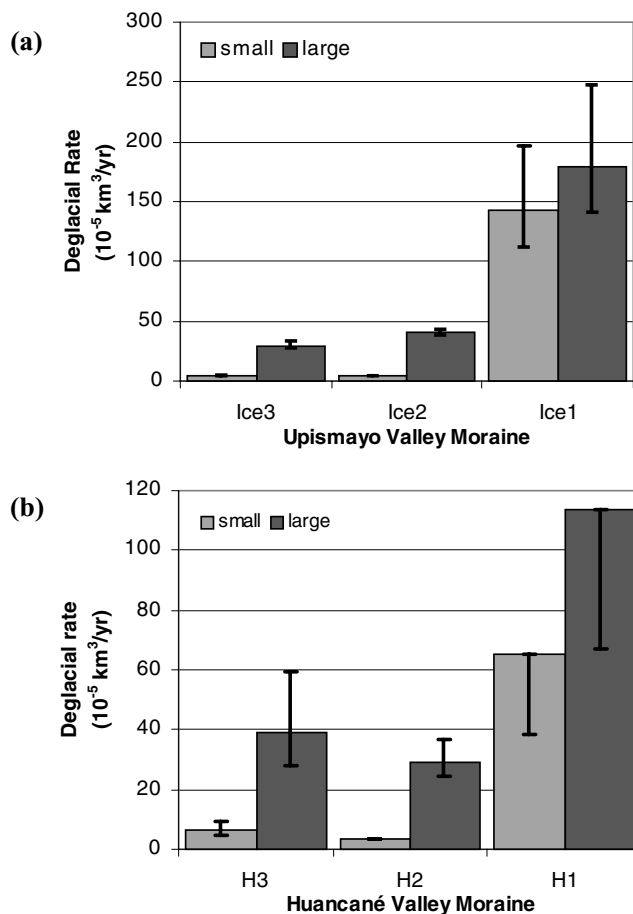 (a)
300
250
200
150
100
50
0
Deglacial Rate
(10⁻⁵ km³/yr)
small large
Ice3 Ice2 Ice1
Upismayo Valley Moraine
(b)
120
100
80
60
40
20
0
Deglacial rate
(10⁻⁵ km³/yr)
small large
H3 H2 H1
Huancané Valley Moraine